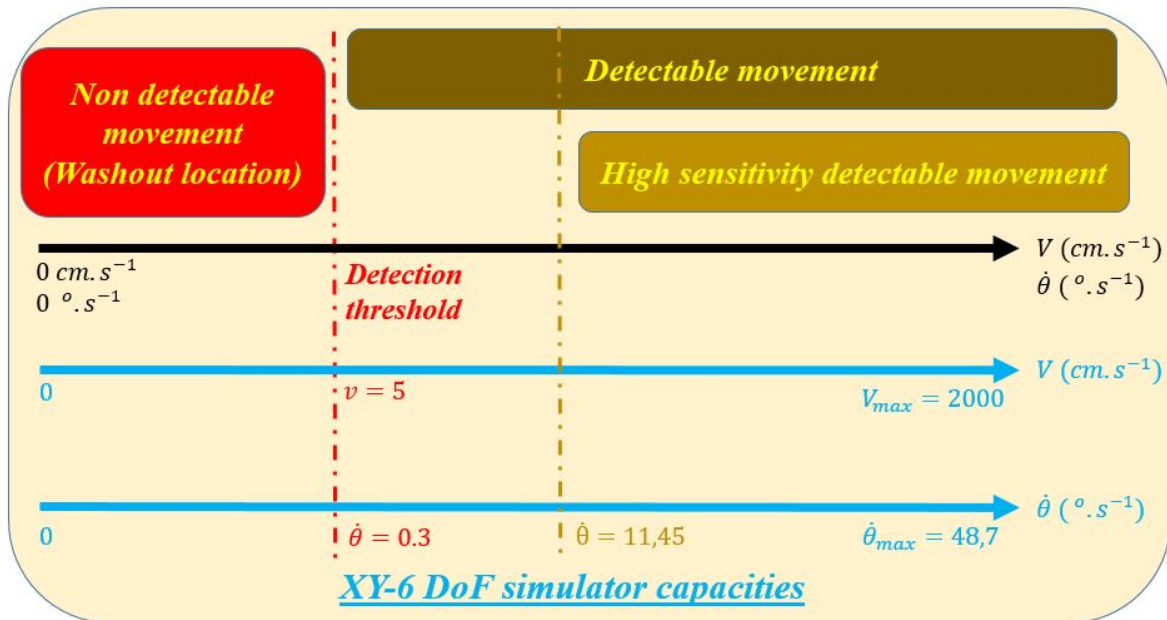 Non detectable
movement
(Washout location)
Detectable movement
High sensitivity detectable movement
0 cm.s⁻¹
0 º.s⁻¹
Detection
threshold
V (cm.s⁻¹)
θ̇ (º.s⁻¹)
0
v = 5
V_max = 2000
V (cm.s⁻¹)
0
θ̇ = 0.3
θ̇ = 11,45
θ̇_max = 48,7
θ̇ (º.s⁻¹)
XY-6 DoF simulator capacities